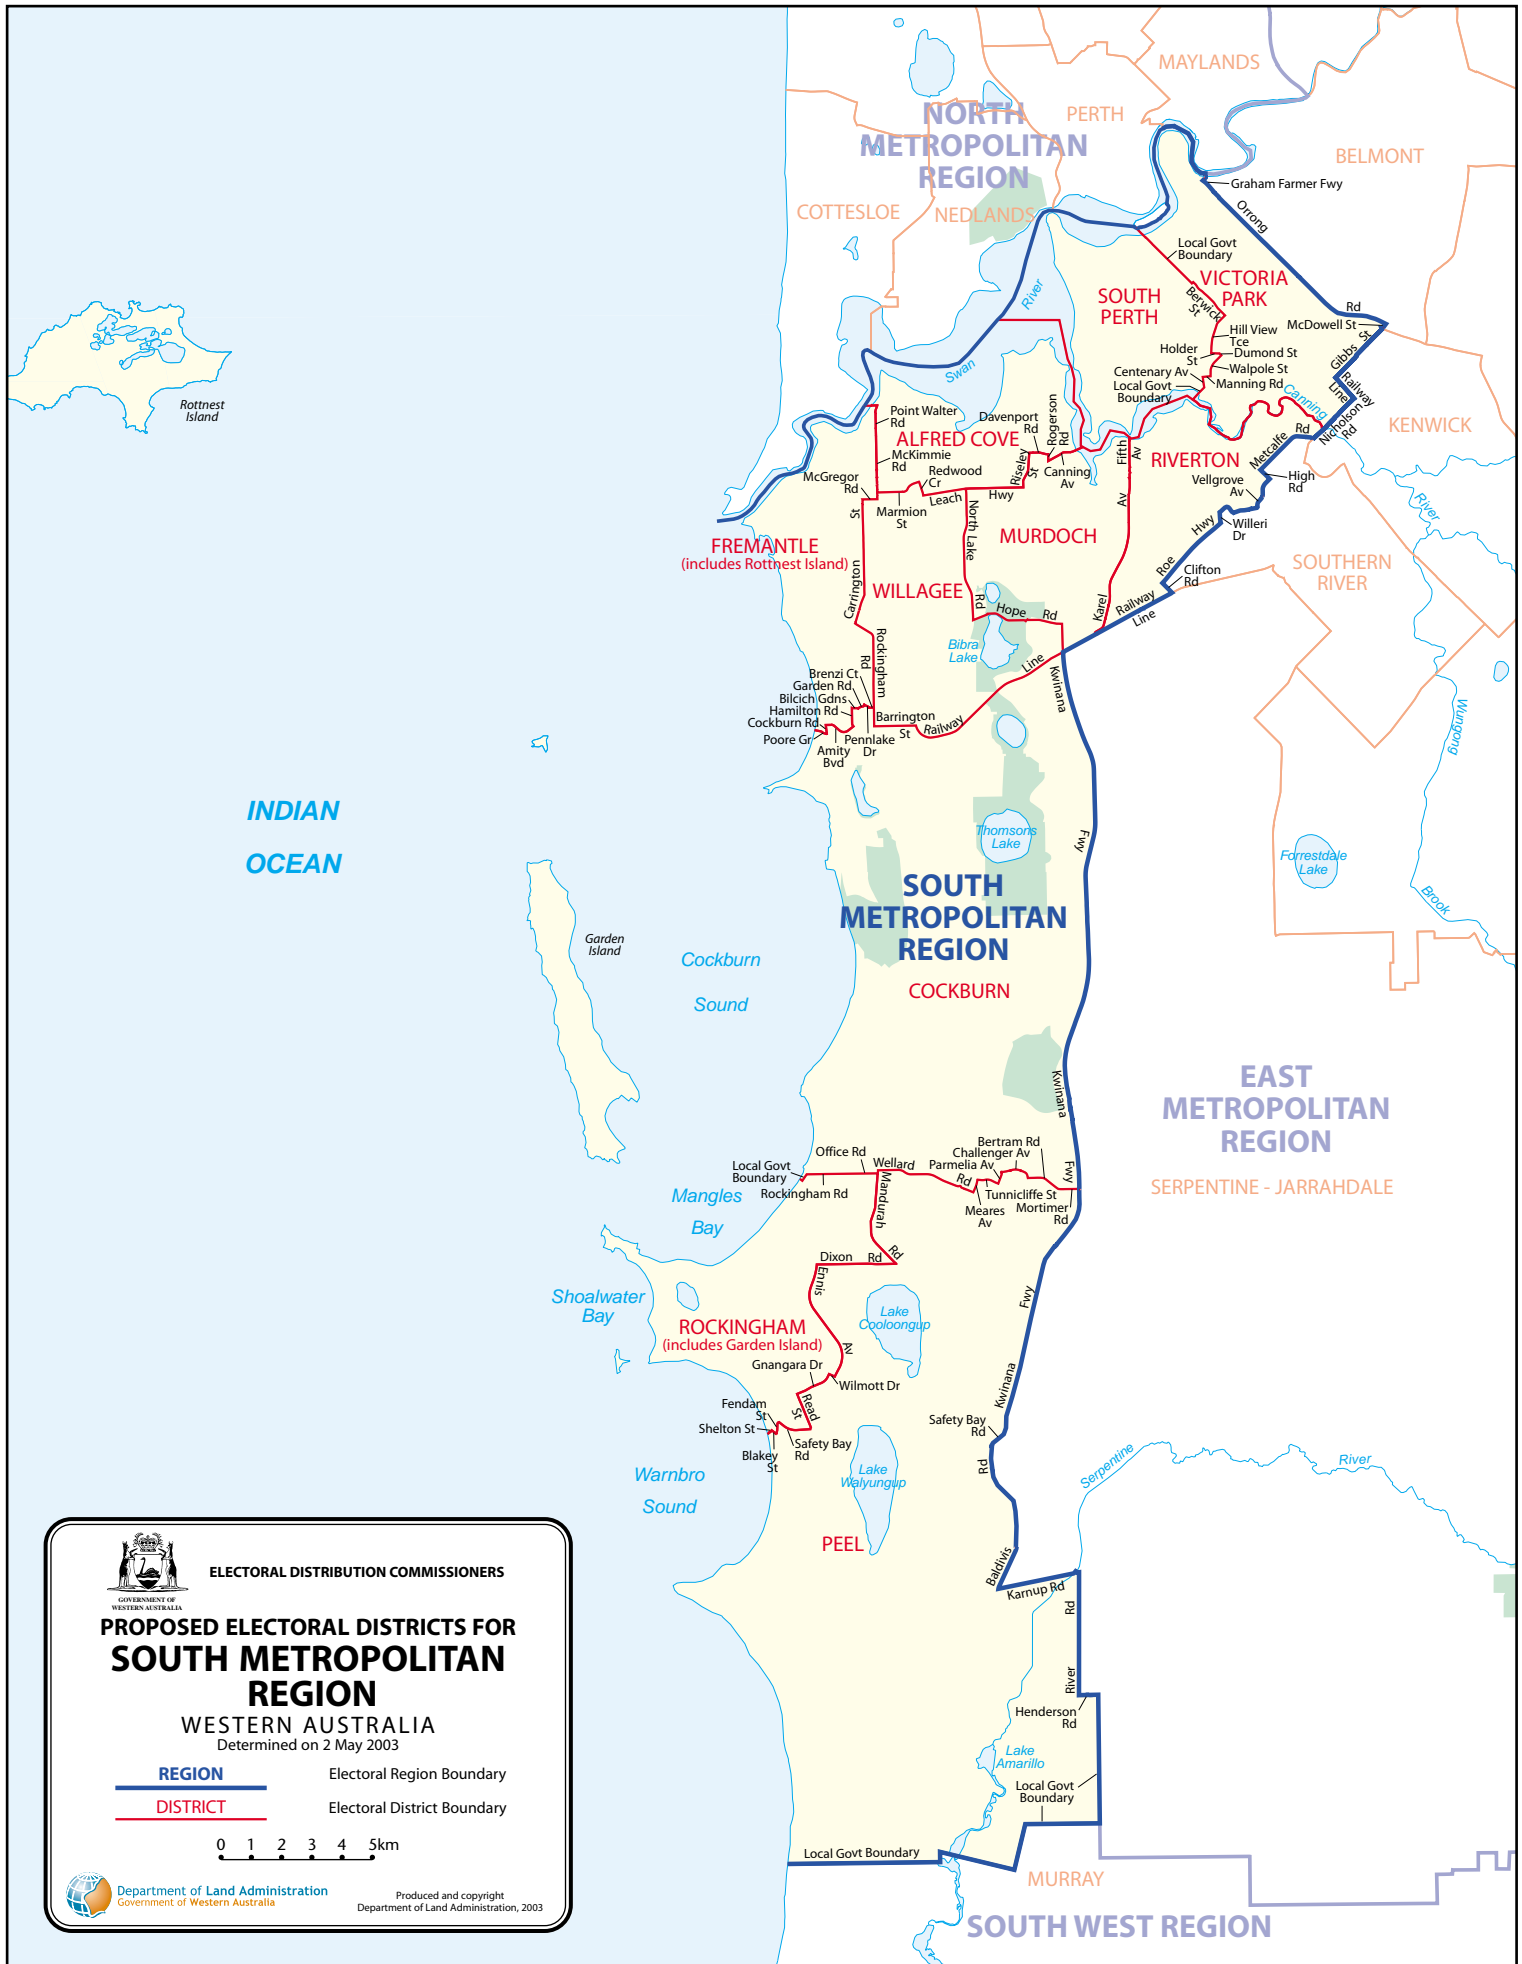 MAYLANDS
NORTH
METROPOLITAN
REGION
PERTH
BELMONT
Graham Farmer Fwy
COTTESLOE
NEDLANDS
Orrong
Local Govt
Boundary
VICTORIA
PARK
River
SOUTH
PERTH
Berwick
St
Rd
McDowell St
Hill View
Tce
Gibbs St
Holder
St
Dumond St
Swan
Centenary Av
Walpole St
Local Govt
Boundary
Manning Rd
Railway
Line
Canning
Rottnest
Island
Point Walter
Rd
Davenport
Rd
Rogerson
Rd
Nicholson
Rd
KENWICK
ALFRED COVE
Fifth
Av
Metcalfe
Rd
McKimmie
Rd
RIVERTON
McGregor
Rd
Redwood
Cr
Riseley
St
Canning
Av
Vellgrove
Av
High
Rd
Leach
Hwy
St
Marmion
St
North Lake
Av
River
Hwy
Willeri
Dr
FREMANTLE
(includes Rottnest Island)
MURDOCH
SOUTHERN
RIVER
Roe
Clifton
Rd
Carrington
WILLAGEE
Rd
Hope
Rd
Karel
Railway
Line
Rockingham
Rd
Bibra
Lake
Line
Kwinana
Brenzi Ct
Garden Rd
Bilcich Gdns
Hamilton Rd
Cockburn Rd
Poore Gr
Amity
Bvd
Pennlake
Dr
Barrington
St
Railway
Wungong
INDIAN
OCEAN
Thomsons
Lake
Fwy
Forrestdale
Lake
SOUTH
METROPOLITAN
REGION
Brook
Garden
Island
Cockburn
Sound
COCKBURN
Kwinana
EAST
METROPOLITAN
REGION
Bertram Rd
Challenger Av
Office Rd
Wellard
Parmelia Av
Fwy
Local Govt
Boundary
Rockingham Rd
Rd
Tunnicliffe St
Mortimer
Rd
SERPENTINE - JARRAHDALE
Mangles
Bay
Mandurah
Meares
Av
Rd
Dixon
Rd
Ennis
Shoalwater
Bay
Fwy
Lake
Cooloongup
ROCKINGHAM
(includes Garden Island)
Av
Gnangara Dr
Wilmott Dr
Kwinana
Fendam
St
Read
St
Shelton St
Safety Bay
Rd
Blakey
St
Safety Bay
Rd
Serpentine
River
Warnbro
Sound
Lake
Walyungup
Rd
PEEL
Baldivis
Karnup Rd
Rd
River
Henderson
Rd
Lake
Amarillo
Local Govt
Boundary
Local Govt Boundary
MURRAY
SOUTH WEST REGION
GOVERNMENT OF
WESTERN AUSTRALIA
ELECTORAL DISTRIBUTION COMMISSIONERS
PROPOSED ELECTORAL DISTRICTS FOR
SOUTH METROPOLITAN
REGION
WESTERN AUSTRALIA
Determined on 2 May 2003
REGION Electoral Region Boundary
DISTRICT Electoral District Boundary
0 1 2 3 4 5km
Department of Land Administration
Government of Western Australia
Produced and copyright
Department of Land Administration, 2003